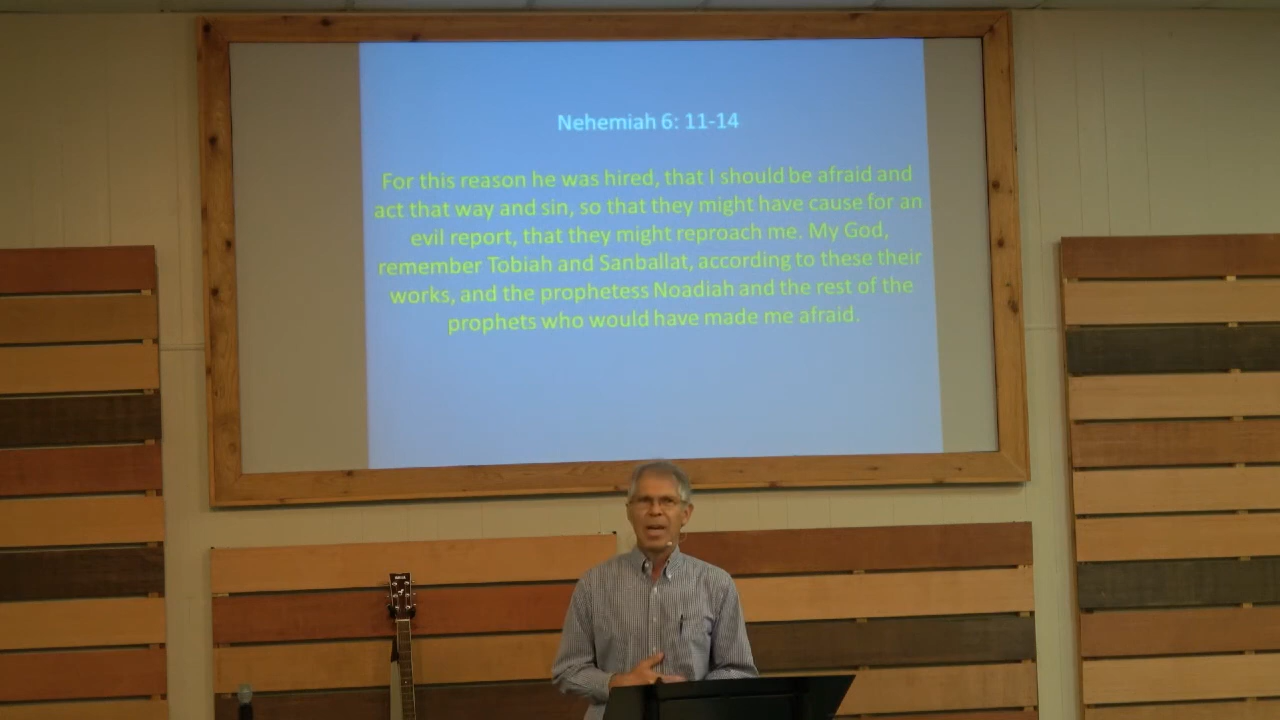 Nehemiah 6: 11-14
For this reason he was hired, that I should be afraid and
act that way and sin, so that they might have cause for an
evil report, that they might reproach me. My God,
remember Tobiah and Sanballat, according to these their
works, and the prophetess Noadiah and the rest of the
prophets who would have made me afraid.